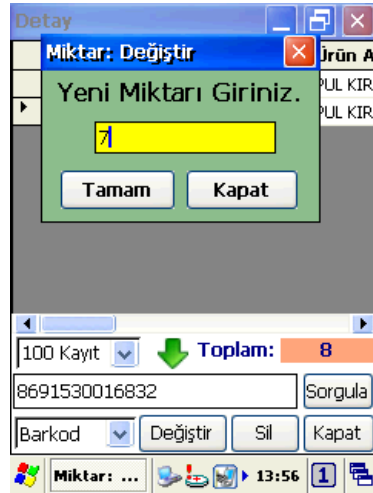 Detay
Miktar: Değiştir
Ürün A
Yeni Miktarı Giriniz.
PUL KIR
PUL KIR
7
Tamam
Kapat
100 Kayıt
Toplam:
8
8691530016832
Sorgula
Barkod
Değiştir
Sil
Kapat
Miktar: ...
13:56
1